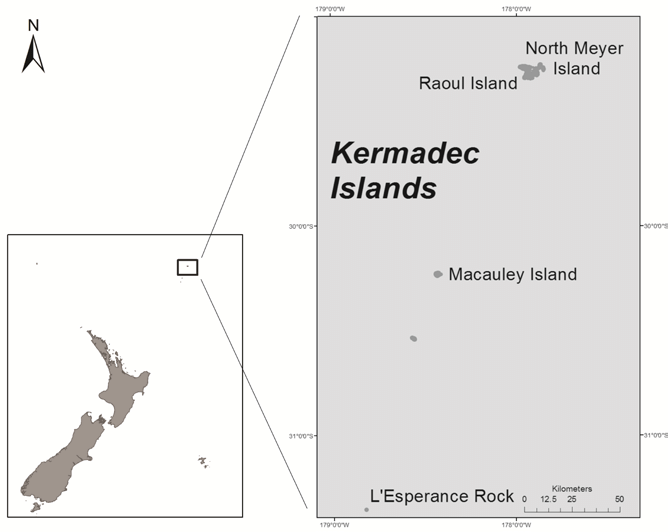 N
179°0'0"W
178°0'0"W
North Meyer
Island
Raoul Island
Kermadec
Islands
30°0'0"S
30°0'0"S
Macauley Island
31°0'0"S
31°0'0"S
L'Esperance Rock
Kilometers
0 12.5 25 50
179°0'0"W
178°0'0"W